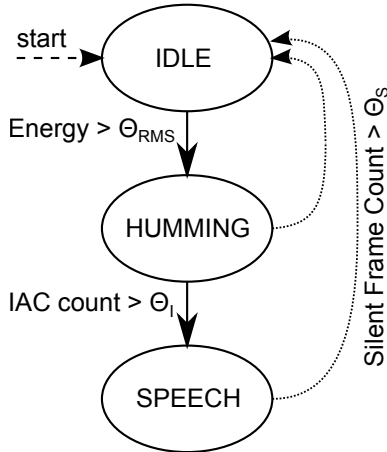 start
IDLE
Energy > Θ_RMS
HUMMING
IAC count > Θ_I
SPEECH
Silent Frame Count > Θ_S